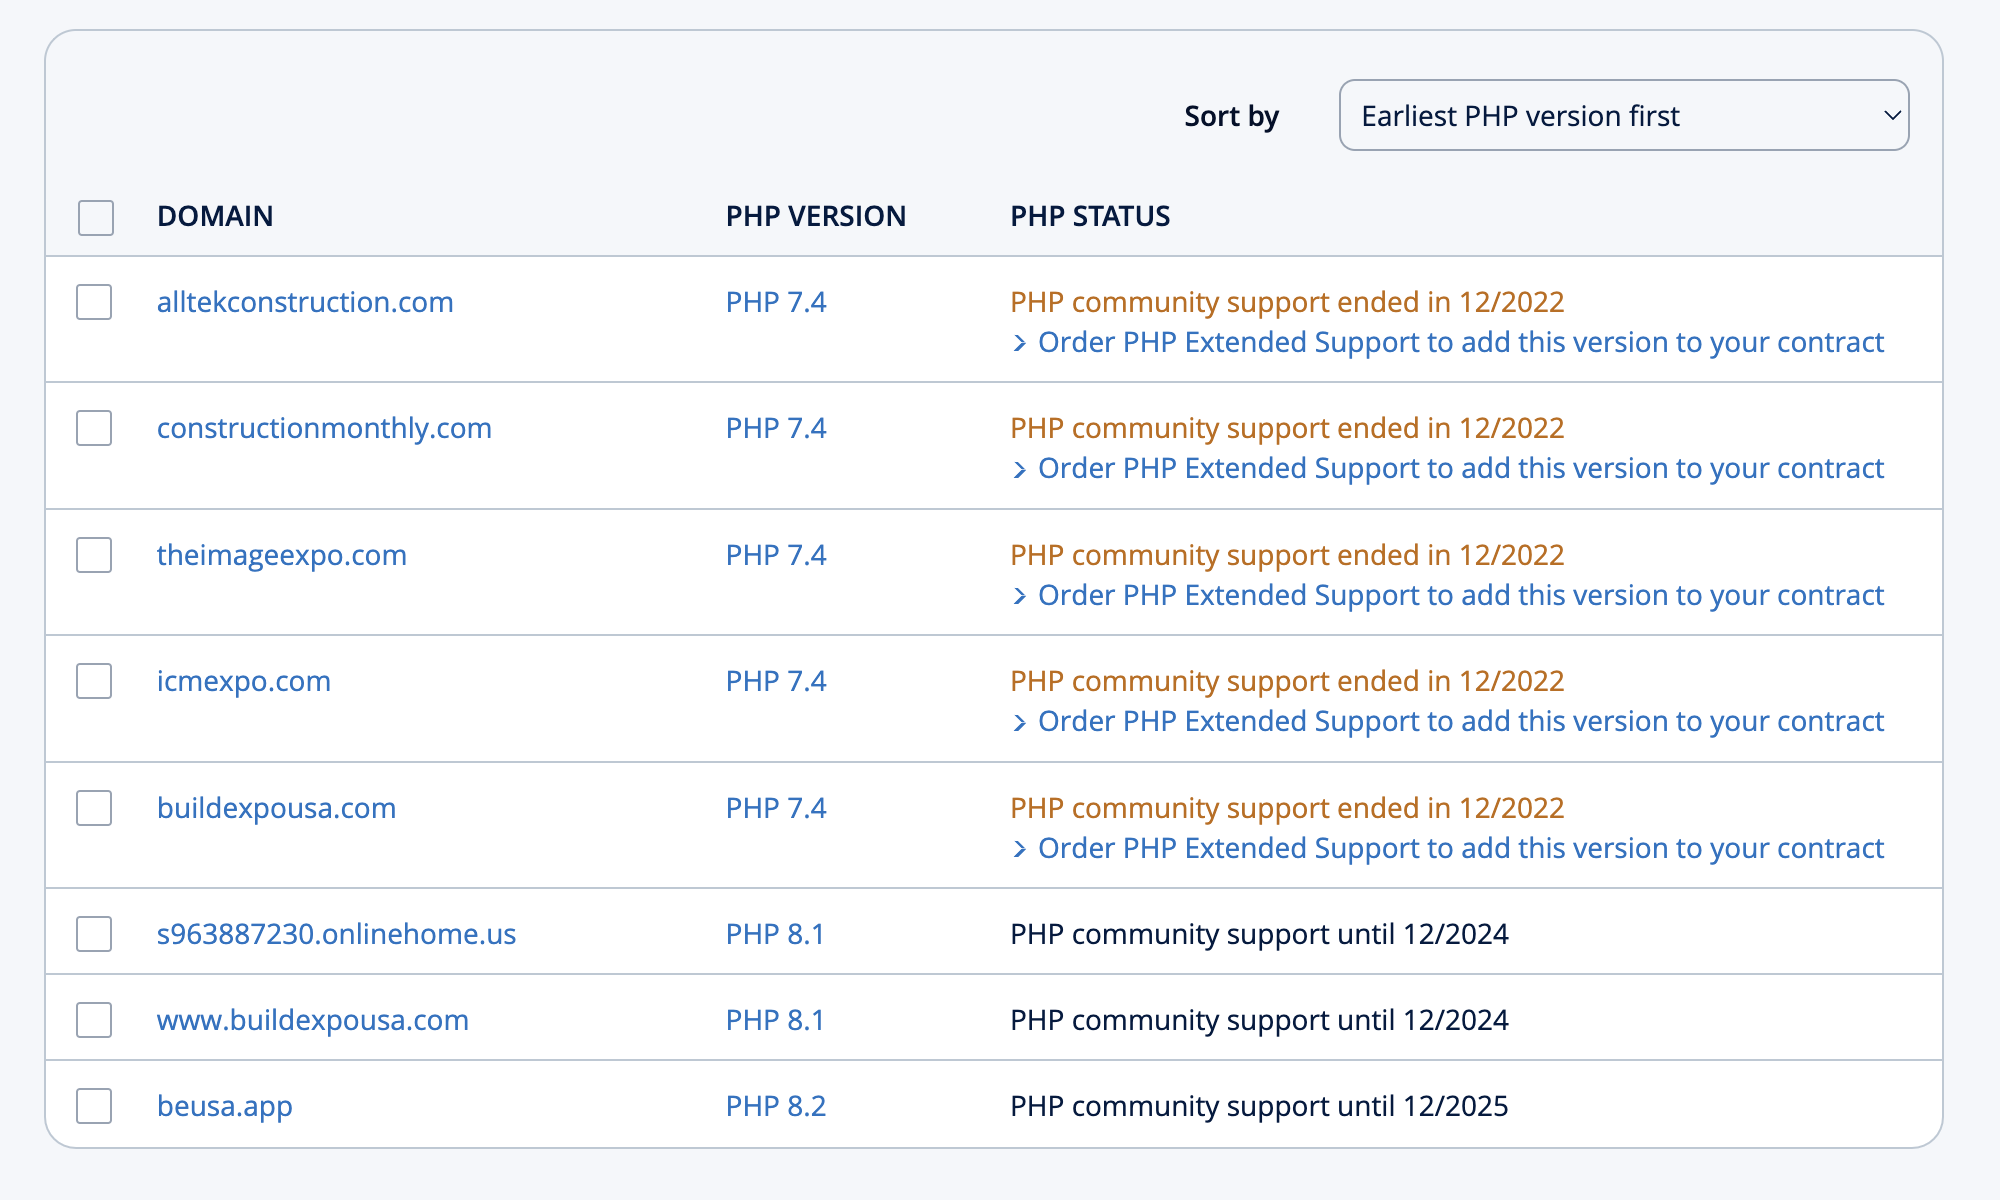 Sort by Earliest PHP version first
DOMAIN PHP VERSION PHP STATUS
alltekconstruction.com PHP 7.4 PHP community support ended in 12/2022
Order PHP Extended Support to add this version to your contract
constructionmonthly.com PHP 7.4 PHP community support ended in 12/2022
Order PHP Extended Support to add this version to your contract
theimageexpo.com PHP 7.4 PHP community support ended in 12/2022
Order PHP Extended Support to add this version to your contract
icmexpo.com PHP 7.4 PHP community support ended in 12/2022
Order PHP Extended Support to add this version to your contract
buildexpousa.com PHP 7.4 PHP community support ended in 12/2022
Order PHP Extended Support to add this version to your contract
s963887230.onlinehome.us PHP 8.1 PHP community support until 12/2024
www.buildexpousa.com PHP 8.1 PHP community support until 12/2024
beusa.app PHP 8.2 PHP community support until 12/2025